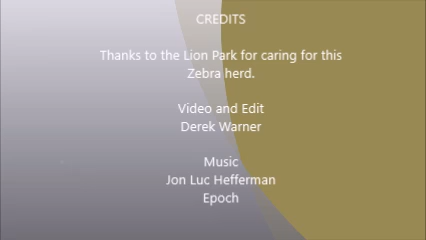 CREDITS
Thanks to the Lion Park for caring for this
Zebra herd.
Video and Edit
Derek Warner
Music
Jon Luc Hefferman
Epoch